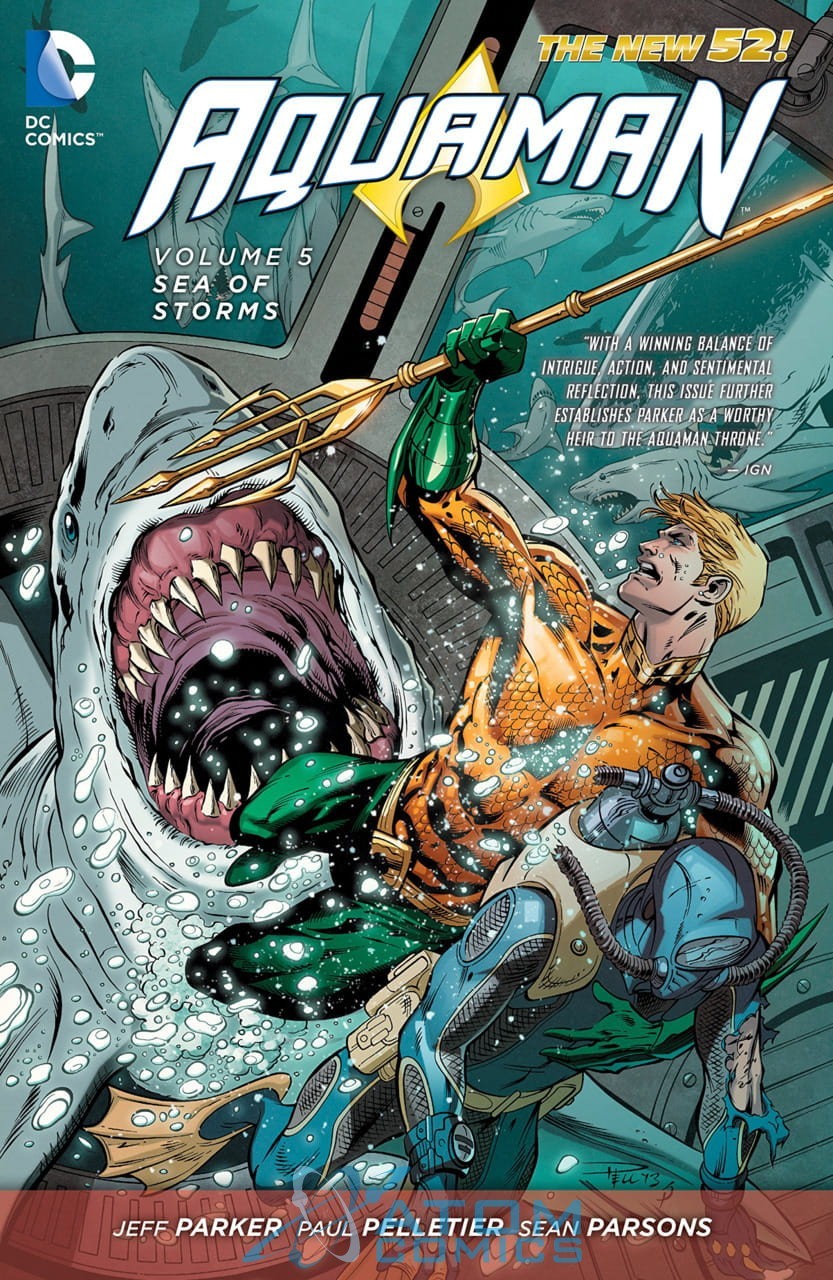 THE NEW 52!
DC
COMICS™
AQUAMAN™
VOLUME 5
SEA OF
STORMS
"WITH A WINNING BALANCE OF
INTRIGUE, ACTION, AND SENTIMENTAL
REFLECTION, THIS ISSUE FURTHER
ESTABLISHES PARKER AS A WORTHY
HEIR TO THE AQUAMAN THRONE."
— IGN
JEFF PARKER PAUL PELLETIER SEAN PARSONS
ATOM
COMICS